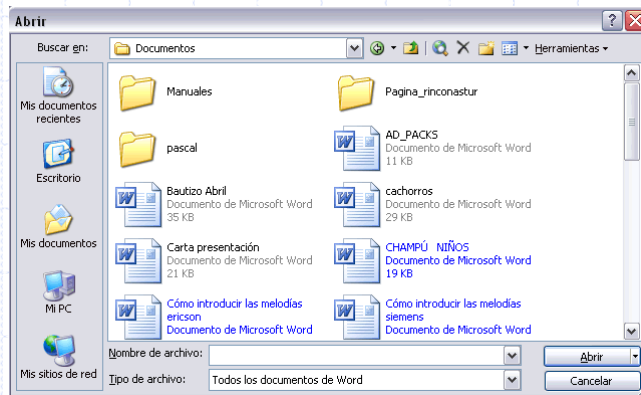 Abrir
Buscar en:
Documentos
Herramientas
Mis documentos
recientes
Escritorio
Mis documentos
Mi PC
Mis sitios de red
Manuales
Pagina_rinconastur
pascal
AD_PACKS
Documento de Microsoft Word
11 KB
Bautizo Abril
Documento de Microsoft Word
35 KB
cachorros
Documento de Microsoft Word
29 KB
Carta presentación
Documento de Microsoft Word
21 KB
CHAMPÚ NIÑOS
Documento de Microsoft Word
19 KB
Cómo introducir las melodías
ericson
Documento de Microsoft Word
Cómo introducir las melodías
siemens
Documento de Microsoft Word
Nombre de archivo:
Abrir
Tipo de archivo:
Todos los documentos de Word
Cancelar